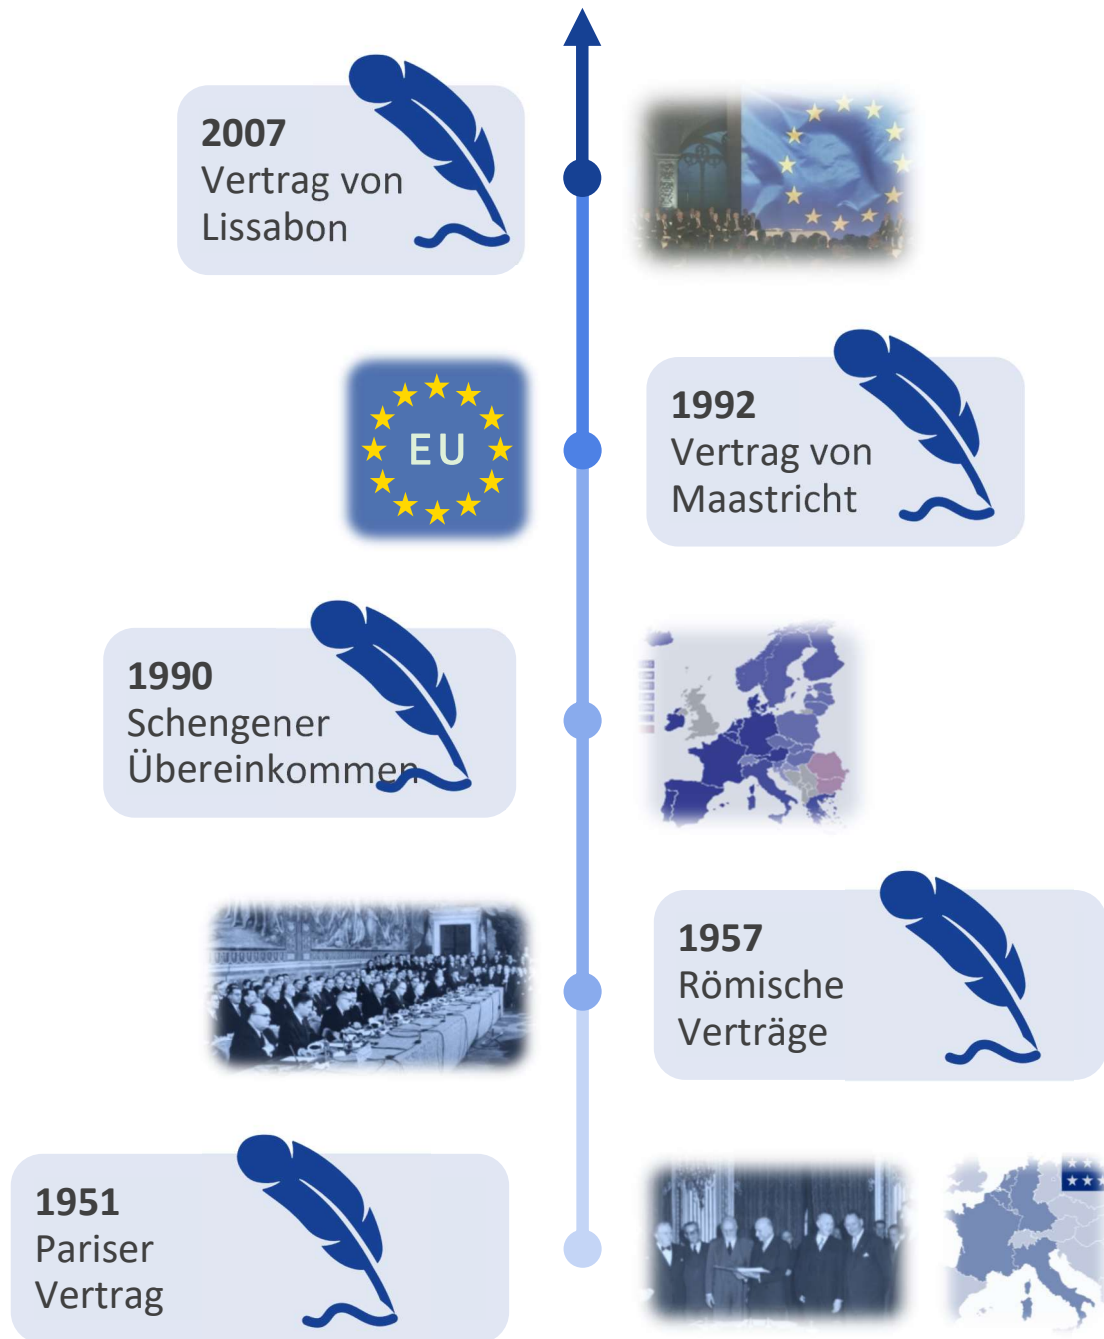 2007
Vertrag von
Lissabon
EU
1992
Vertrag von
Maastricht
1990
Schengener
Übereinkommen
1957
Römische
Verträge
1951
Pariser
Vertrag